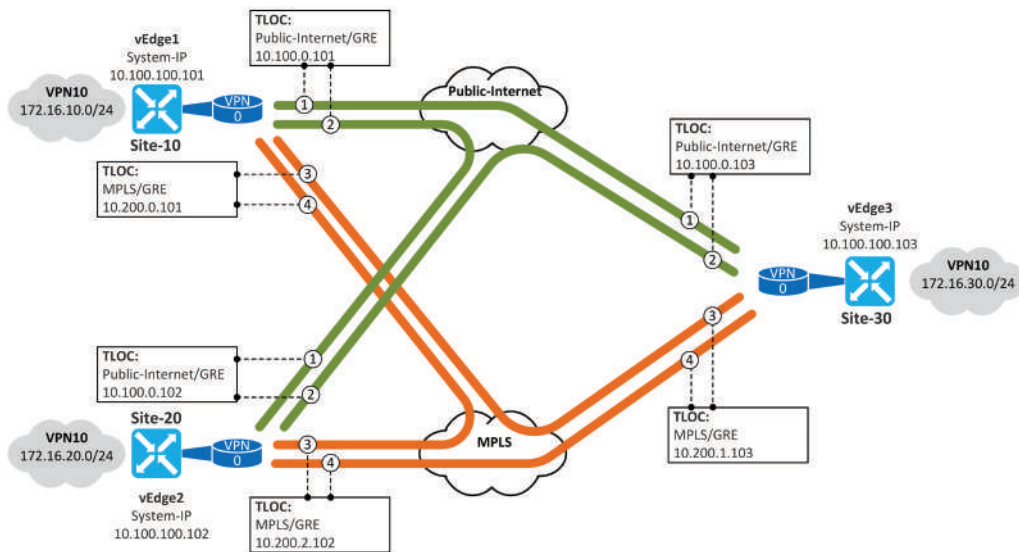 TLOC:
Public-Internet/GRE
10.100.0.101
vEdge1
System-IP
10.100.100.101
VPN10
172.16.10.0/24
VPN
0
Site-10
1
2
Public-Internet
TLOC:
MPLS/GRE
10.200.0.101
3
4
TLOC:
Public-Internet/GRE
10.100.0.103
1
2
vEdge3
System-IP
10.100.100.103
VPN
0
VPN10
172.16.30.0/24
Site-30
3
4
TLOC:
MPLS/GRE
10.200.1.103
TLOC:
Public-Internet/GRE
10.100.0.102
1
2
Site-20
VPN10
172.16.20.0/24
VPN
0
3
4
MPLS
vEdge2
System-IP
10.100.100.102
TLOC:
MPLS/GRE
10.200.2.102